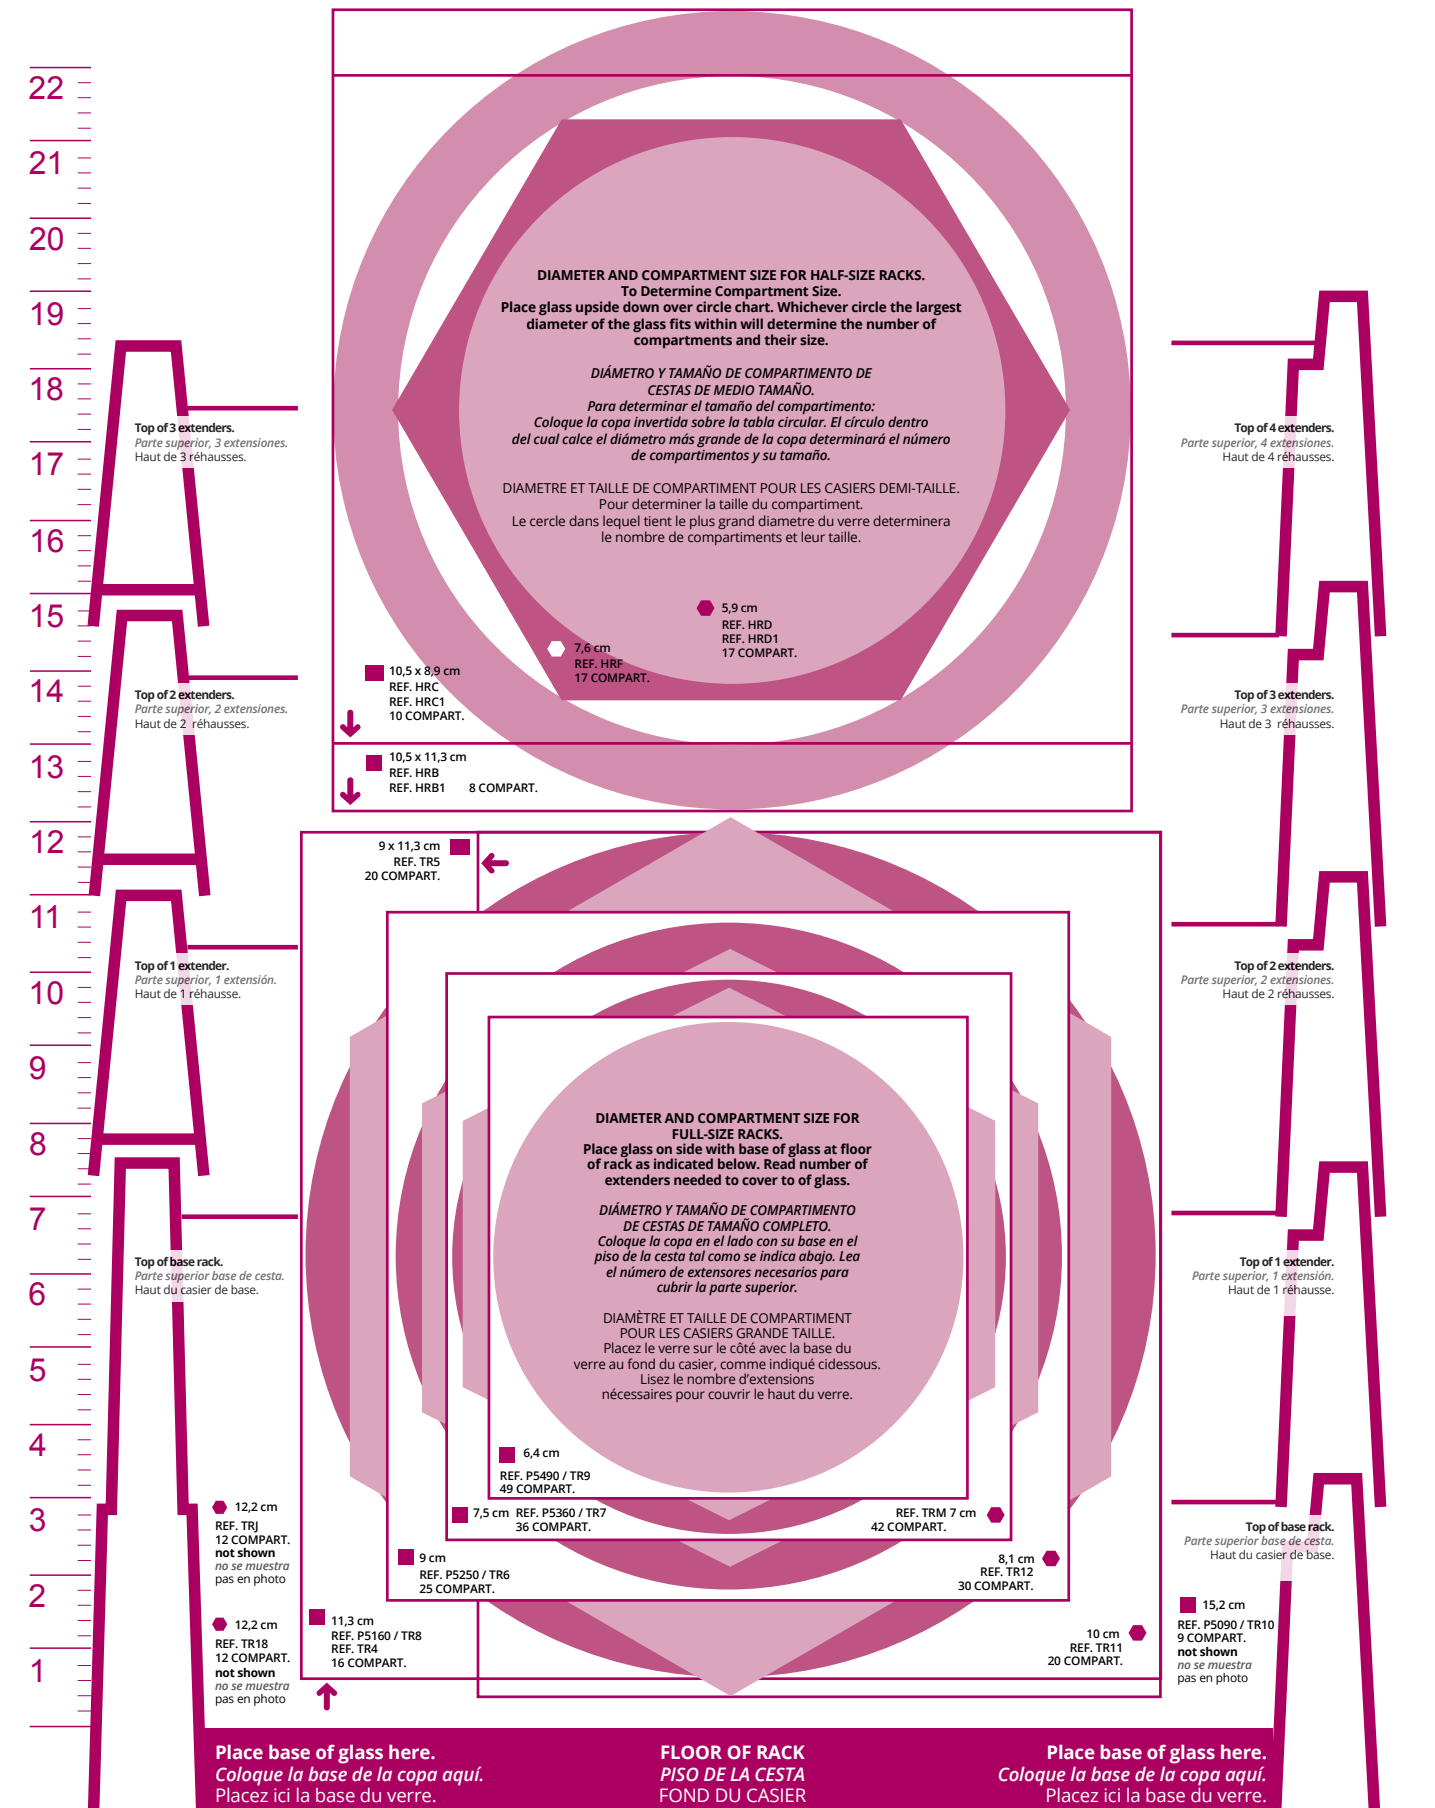 22
21
20
19
18
17
16
15
14
13
12
11
10
9
8
7
6
5
4
3
2
1
DIAMETER AND COMPARTMENT SIZE FOR HALF-SIZE RACKS.
To Determine Compartment Size.
Place glass upside down over circle chart. Whichever circle the largest
diameter of the glass fits within will determine the number of
compartments and their size.
DIÁMETRO Y TAMAÑO DE COMPARTIMENTO DE
CESTAS DE MEDIO TAMAÑO.
Para determinar el tamaño del compartimento:
Coloque la copa invertida sobre la tabla circular. El círculo dentro
del cual calce el diámetro más grande de la copa determinará el número
de compartimentos y su tamaño.
DIAMETRE ET TAILLE DE COMPARTIMENT POUR LES CASIERS DEMI-TAILLE.
Pour determiner la taille du compartiment.
Le cercle dans lequel tient le plus grand diametre du verre determinera
le nombre de compartiments et leur taille.
5,9 cm
REF. HRD
REF. HRD1
17 COMPART.
7,6 cm
REF. HRF
17 COMPART.
10,5 x 8,9 cm
REF. HRC
REF. HRC1
10 COMPART.
10,5 x 11,3 cm
REF. HRB
REF. HRB1 8 COMPART.
Top of 3 extenders.
Parte superior, 3 extensiones.
Haut de 3 réhausses.
Top of 2 extenders.
Parte superior, 2 extensiones.
Haut de 2 réhausses.
Top of 1 extender.
Parte superior, 1 extensión.
Haut de 1 réhausse.
Top of base rack.
Parte superior base de cesta.
Haut du casier de base.
Top of 4 extenders.
Parte superior, 4 extensiones.
Haut de 4 réhausses.
Top of 3 extenders.
Parte superior, 3 extensiones.
Haut de 3 réhausses.
Top of 2 extenders.
Parte superior, 2 extensiones.
Haut de 2 réhausses.
Top of 1 extender.
Parte superior, 1 extensión.
Haut de 1 réhausse.
Top of base rack.
Parte superior base de cesta.
Haut du casier de base.
9 x 11,3 cm
REF. TR5
20 COMPART.
DIAMETER AND COMPARTMENT SIZE FOR
FULL-SIZE RACKS.
Place glass on side with base of glass at floor
of rack as indicated below. Read number of
extenders needed to cover to of glass.
DIÁMETRO Y TAMAÑO DE COMPARTIMENTO
DE CESTAS DE TAMAÑO COMPLETO.
Coloque la copa en el lado con su base en el
piso de la cesta tal como se indica abajo. Lea
el número de extensores necesarios para
cubrir la parte superior.
DIAMÈTRE ET TAILLE DE COMPARTIMENT
POUR LES CASIERS GRANDE TAILLE.
Placez le verre sur le côté avec la base du
verre au fond du casier, comme indiqué cidessous.
Lisez le nombre d'extensions
nécessaires pour couvrir le haut du verre.
6,4 cm
REF. P5490 / TR9
49 COMPART.
7,5 cm REF. P5360 / TR7
36 COMPART.
REF. TRM 7 cm
42 COMPART.
9 cm
REF. P5250 / TR6
25 COMPART.
8,1 cm
REF. TR12
30 COMPART.
11,3 cm
REF. P5160 / TR8
REF. TR4
16 COMPART.
10 cm
REF. TR11
20 COMPART.
12,2 cm
REF. TRJ
12 COMPART.
not shown
no se muestra
pas en photo
12,2 cm
REF. TR18
12 COMPART.
not shown
no se muestra
pas en photo
15,2 cm
REF. P5090 / TR10
9 COMPART.
not shown
no se muestra
pas en photo
Place base of glass here.
Coloque la base de la copa aquí.
Placez ici la base du verre.
FLOOR OF RACK
PISO DE LA CESTA
FOND DU CASIER
Place base of glass here.
Coloque la base de la copa aquí.
Placez ici la base du verre.